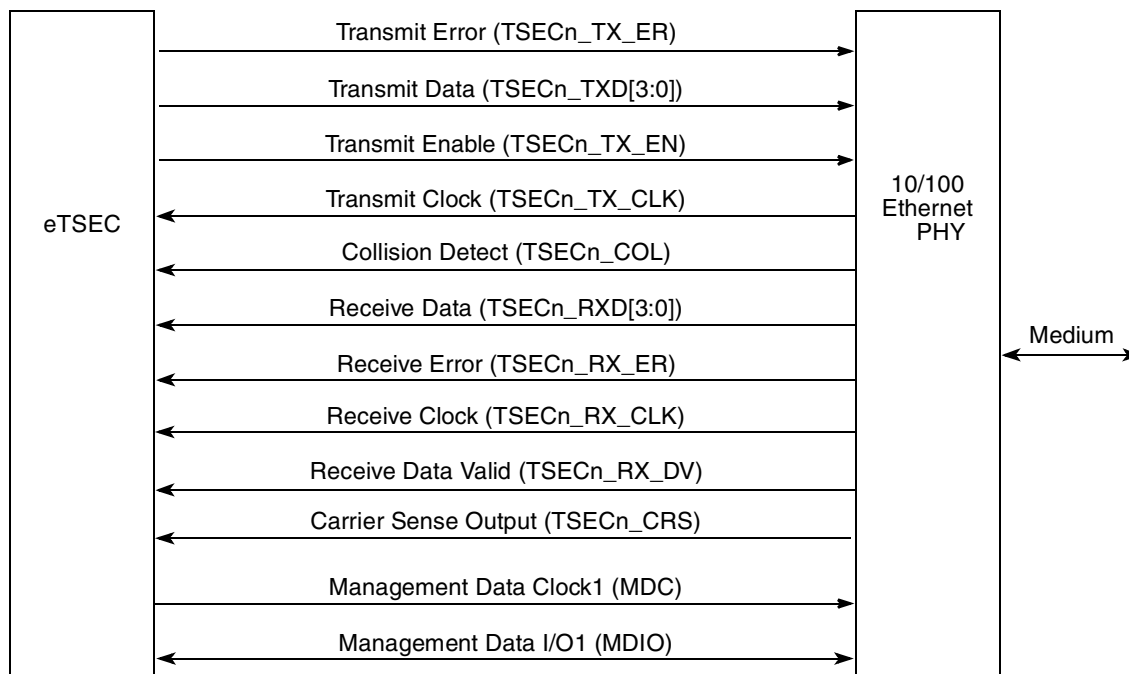 Transmit Error (TSECn_TX_ER)
Transmit Data (TSECn_TXD[3:0])
Transmit Enable (TSECn_TX_EN)
Transmit Clock (TSECn_TX_CLK)
10/100
Ethernet
PHY
eTSEC
Collision Detect (TSECn_COL)
Receive Data (TSECn_RXD[3:0])
Medium
Receive Error (TSECn_RX_ER)
Receive Clock (TSECn_RX_CLK)
Receive Data Valid (TSECn_RX_DV)
Carrier Sense Output (TSECn_CRS)
Management Data Clock1 (MDC)
Management Data I/O1 (MDIO)